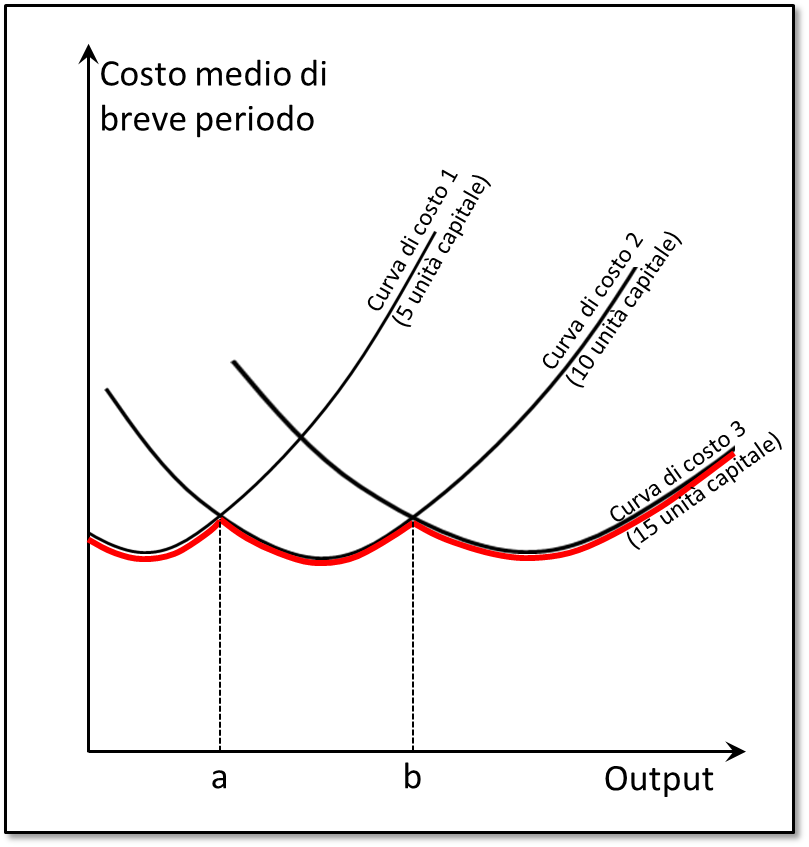 Costo medio di
breve periodo
Curva di costo 1
(5 unità capitale)
Curva di costo 2
(10 unità capitale)
Curva di costo 3
(15 unità capitale)
a
b
Output